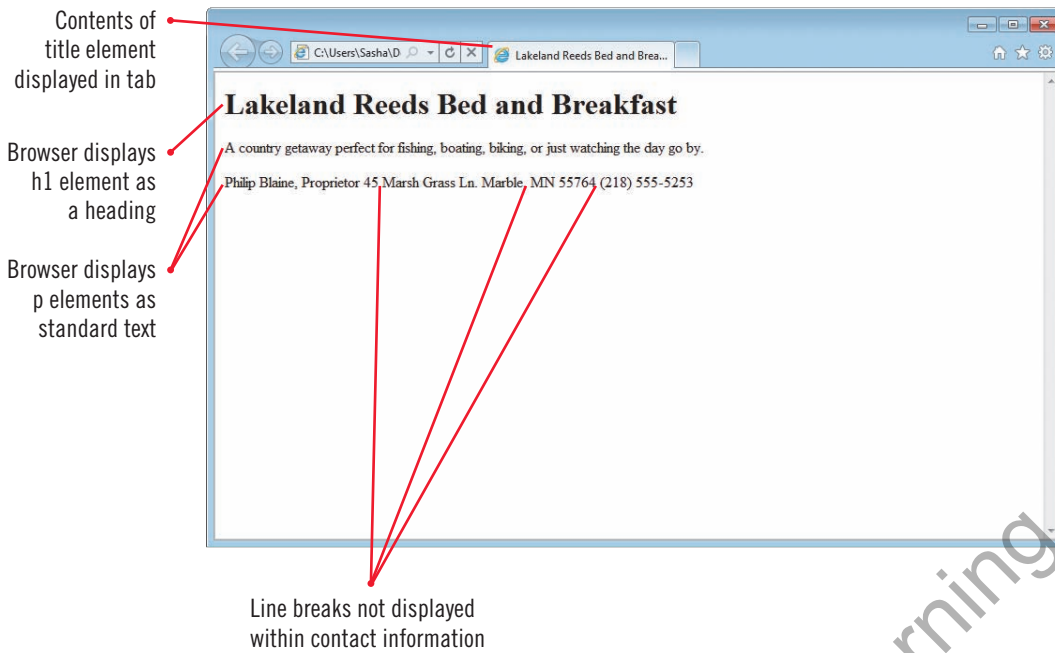 Contents of
title element
displayed in tab
C:\Users\Sasha\D
Lakeland Reeds Bed and Brea...
Lakeland Reeds Bed and Breakfast
Browser displays
h1 element as
a heading
A country getaway perfect for fishing, boating, biking, or just watching the day go by.
Philip Blaine, Proprietor 45 Marsh Grass Ln. Marble, MN 55764 (218) 555-5253
Browser displays
p elements as
standard text
Line breaks not displayed
within contact information